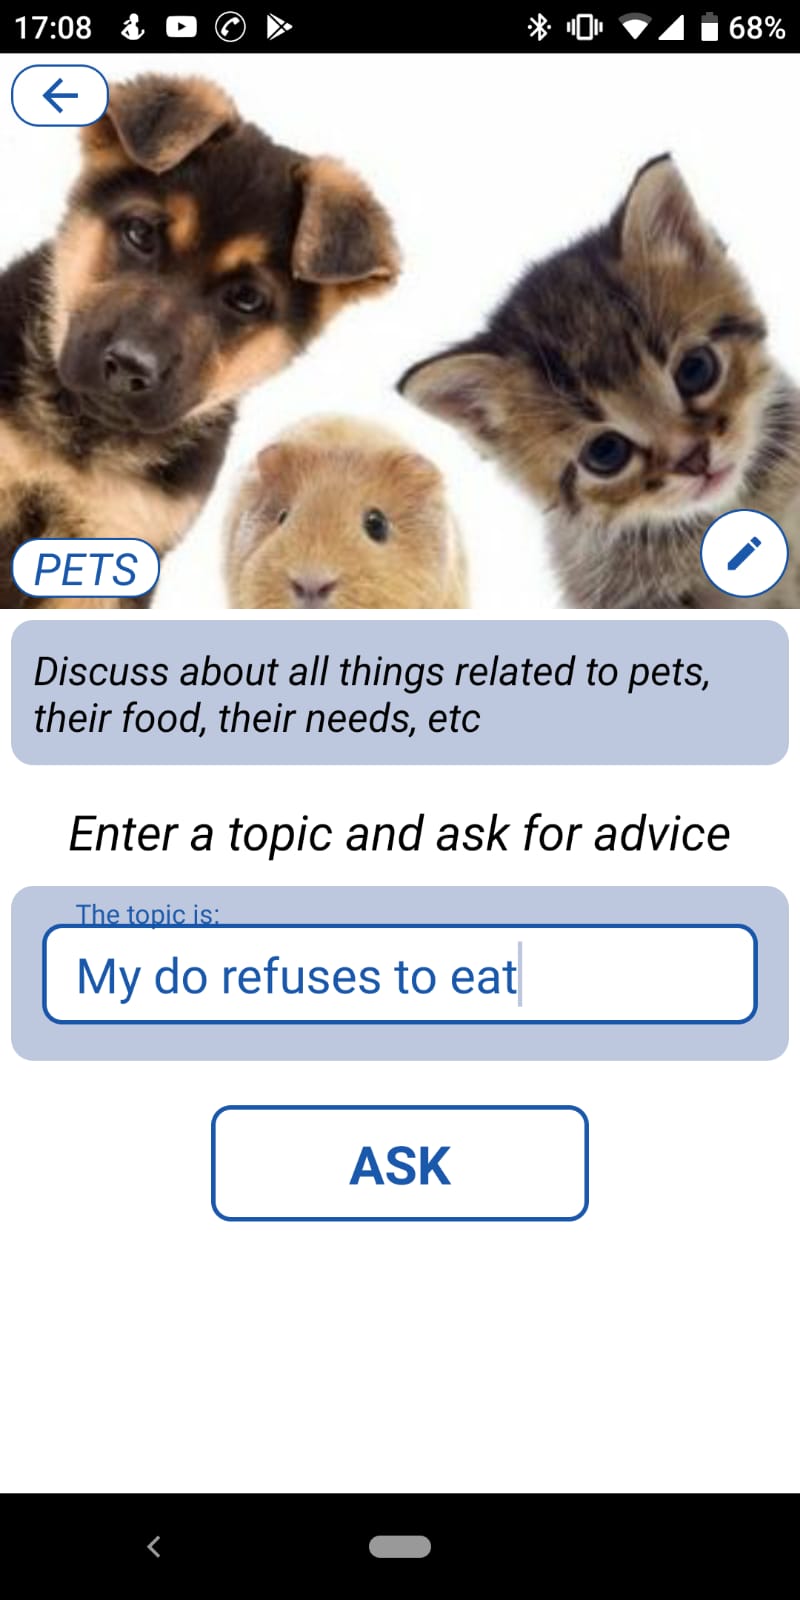 17:08
68%
PETS
Discuss about all things related to pets,
their food, their needs, etc
Enter a topic and ask for advice
The topic is:
My do refuses to eat
ASK